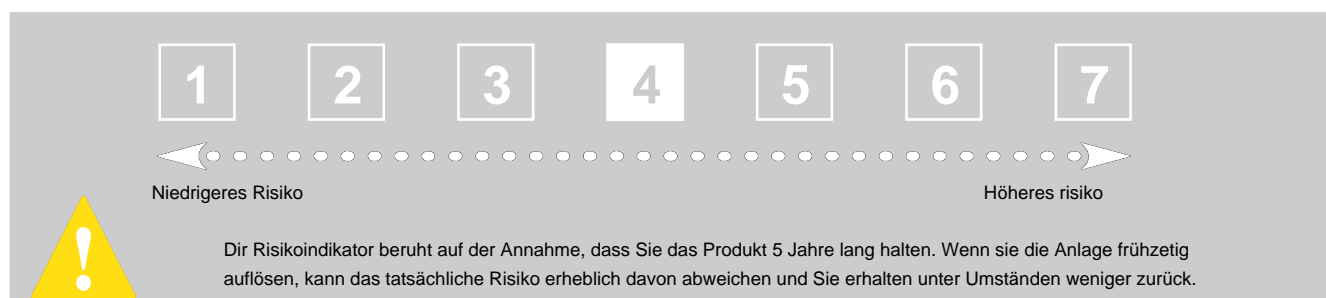 1 2 3 4 5 6 7
Niedrigeres Risiko Höheres risiko
!
Dir Risikoindikator beruht auf der Annahme, dass Sie das Produkt 5 Jahre lang halten. Wenn sie die Anlage frühzetig
auflösen, kann das tatsächliche Risiko erheblich davon abweichen und Sie erhalten unter Umständen weniger zurück.